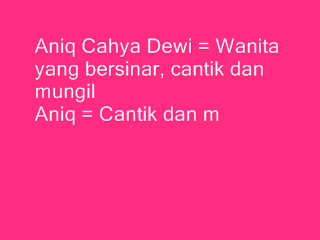 Aniq Cahya Dewi = Wanita
yang bersinar, cantik dan
mungil
Aniq = Cantik dan m